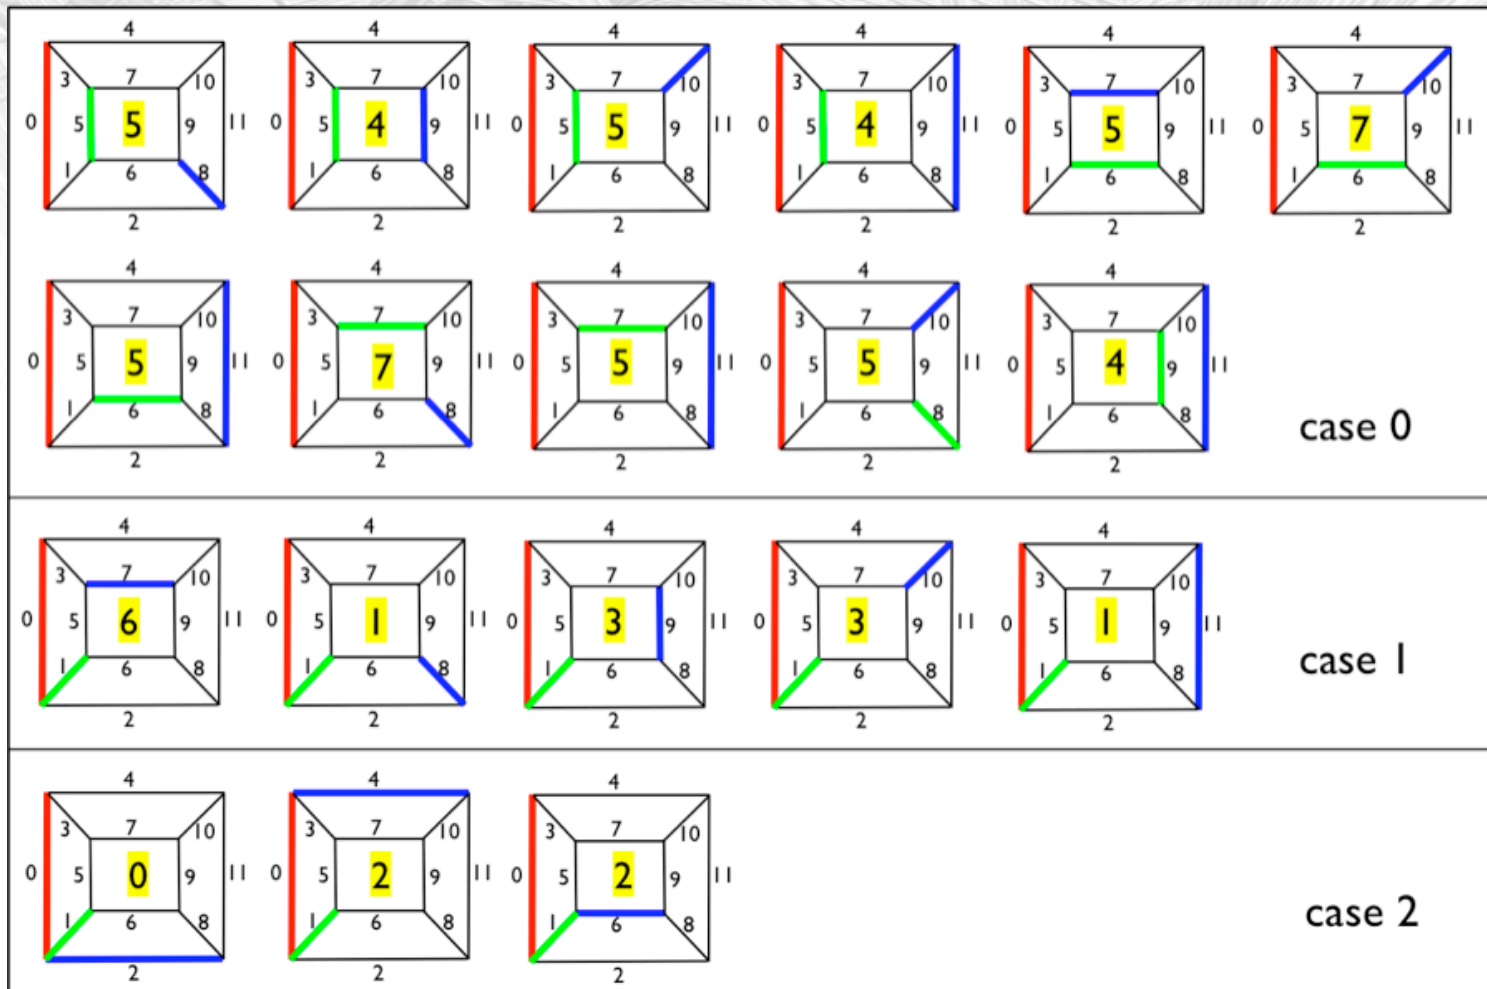 4 4 4 4 4 4
3 7 10 3 7 10 3 7 10 3 7 10 3 7 10 3 7 10
0 5 5 9 11 0 5 4 9 11 0 5 5 9 11 0 5 4 9 11 0 5 5 9 11 0 5 7 9 11
1 6 8 1 6 8 1 6 8 1 6 8 1 6 8 1 6 8
2 2 2 2 2 2
4 4 4 4 4
3 7 10 3 7 10 3 7 10 3 7 10 3 7 10
0 5 5 9 11 0 5 7 9 11 0 5 5 9 11 0 5 5 9 11 0 5 4 9 11
1 6 8 1 6 8 1 6 8 1 6 8 1 6 8
case 0
2 2 2 2 2
4 4 4 4 4
3 7 10 3 7 10 3 7 10 3 7 10 3 7 10
0 5 6 9 11 0 5 1 9 11 0 5 3 9 11 0 5 3 9 11 0 5 1 9 11
1 6 8 1 6 8 1 6 8 1 6 8 1 6 8
case 1
2 2 2 2 2
4 4 4
3 7 10 3 7 10 3 7 10
0 5 0 9 11 0 5 2 9 11 0 5 2 9 11
1 6 8 1 6 8 1 6 8
case 2
2 2 2